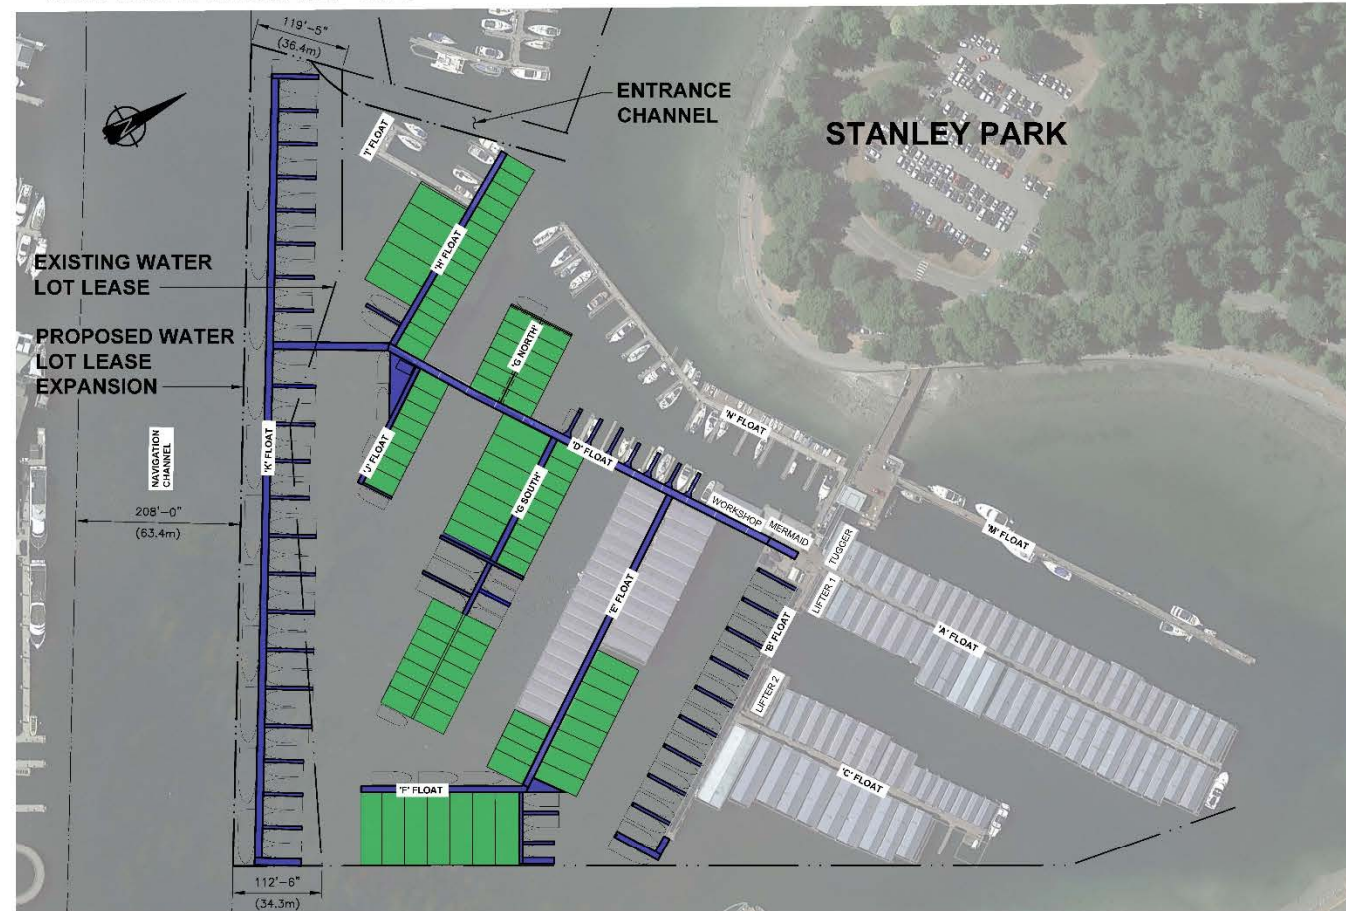 119'-5"
(36.4m)
ENTRANCE
CHANNEL
STANLEY PARK
'I' FLOAT
'H' FLOAT
EXISTING WATER
LOT LEASE
PROPOSED WATER
LOT LEASE
EXPANSION
'G NORTH'
'K' FLOAT
'J' FLOAT
'D' FLOAT
'N' FLOAT
NAVIGATION
CHANNEL
'G SOUTH'
208'-0"
(63.4m)
WORKSHOP
MERMAID
TUGGER
'M' FLOAT
LIFTER 1
'E' FLOAT
'B' FLOAT
'A' FLOAT
LIFTER 2
'C' FLOAT
'F' FLOAT
112'-6"
(34.3m)